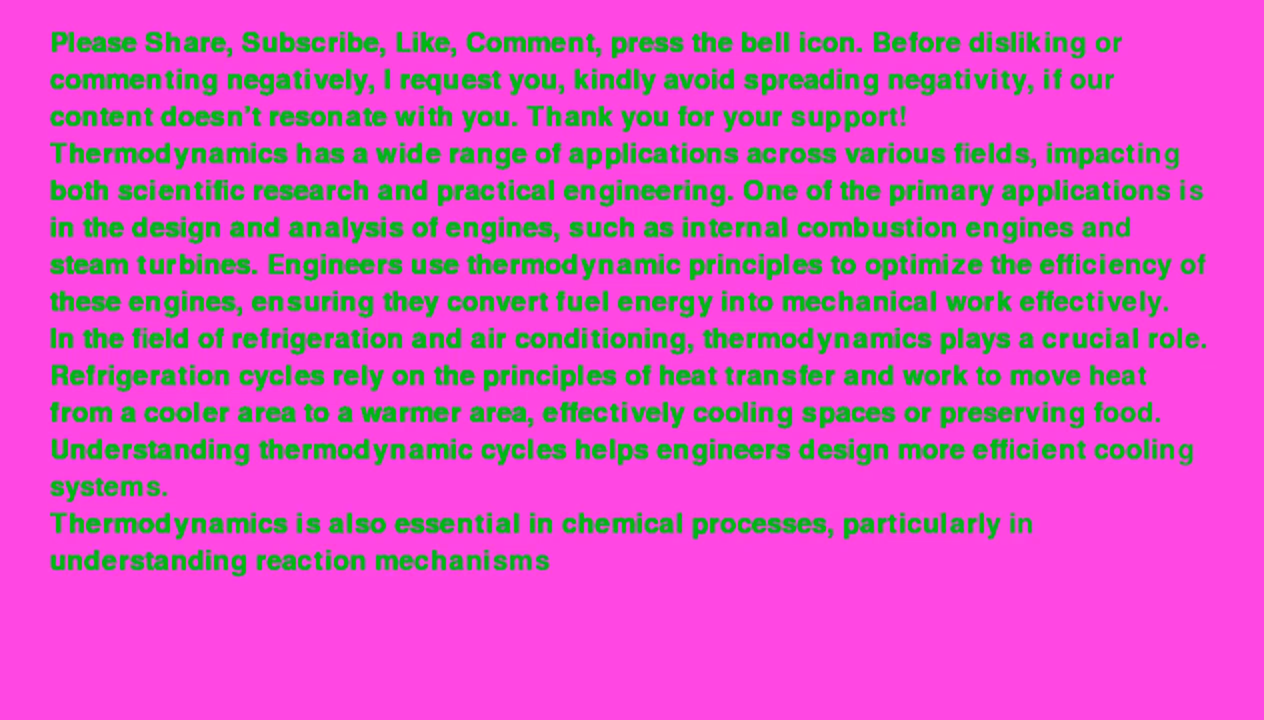 Please Share, Subscribe, Like, Comment, press the bell icon. Before disliking or
commenting negatively, I request you, kindly avoid spreading negativity, if our
content doesn't resonate with you. Thank you for your support!
Thermodynamics has a wide range of applications across various fields, impacting
both scientific research and practical engineering. One of the primary applications is
in the design and analysis of engines, such as internal combustion engines and
steam turbines. Engineers use thermodynamic principles to optimize the efficiency of
these engines, ensuring they convert fuel energy into mechanical work effectively.
In the field of refrigeration and air conditioning, thermodynamics plays a crucial role.
Refrigeration cycles rely on the principles of heat transfer and work to move heat
from a cooler area to a warmer area, effectively cooling spaces or preserving food.
Understanding thermodynamic cycles helps engineers design more efficient cooling
systems.
Thermodynamics is also essential in chemical processes, particularly in
understanding reaction mechanisms